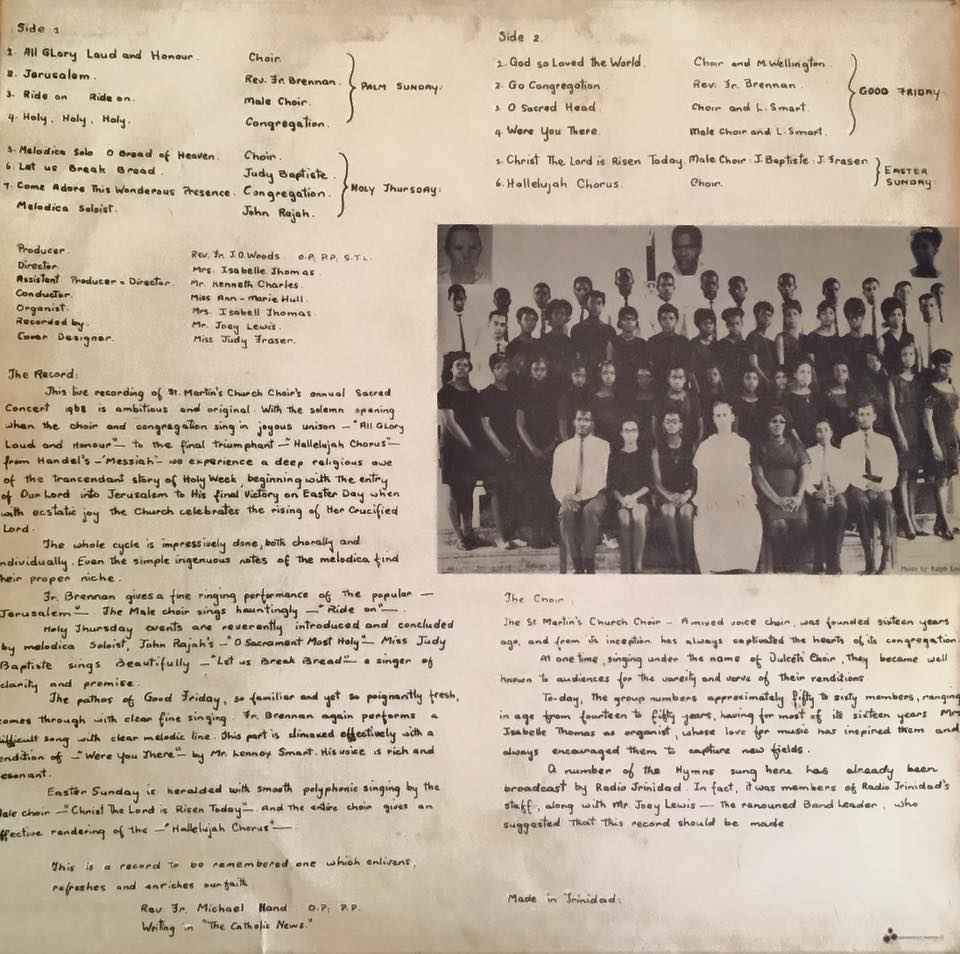 Side 1
1. All Glory Laud and Honour. Choir.
2. Jerusalem. Rev. Fr. Brennan.
3. Ride on Ride on. Male Choir.
4. Holy, Holy, Holy. Congregation.
PALM SUNDAY:
5. Melodica Solo O Bread of Heaven. Choir.
6. Let us Break Bread. Judy Baptiste.
7. Come Adore This Wonderous Presence. Congregation.
Melodica Soloist. John Rajah.
HOLY THURSDAY:
Side 2.
1. God so Loved the World. Choir and M. Wellington.
2. Go Congregation Rev. Fr. Brennan
3. O Sacred Head. Choir and L. Smart.
4. Were You There. Male Choir and L. Smart.
GOOD FRIDAY.
5. Christ The Lord is Risen Today. Male Choir: J. Baptiste: J. Fraser
6. Hallelujah Chorus. Choir.
EASTER SUNDAY:
Producer. Rev. Fr. J.O. Woods O.P., P.P., S.T.L.
Director. Mrs. Isabelle Thomas.
Assistant Producer-Director. Mr. Kenneth Charles.
Conductor. Miss Ann-Marie Hull.
Organist. Mrs. Isabell Thomas.
Recorded by. Mr. Joey Lewis.
Cover Designer. Miss Judy Fraser.
The Record:
This live recording of St. Martin's Church Choir's annual Sacred
Concert 1968 is ambitious and original. With the solemn opening
when the choir and congregation sing in joyous unison - "All Glory
Laud and Honour" - to the final triumphant - "Hallelujah Chorus" -
from Handel's - "Messiah" - we experience a deep religious awe
of the trancendant story of Holy Week, beginning with the entry
of Our Lord into Jerusalem to His final Victory on Easter Day when
with ecstatic joy the Church celebrates the rising of Her Crucified
Lord.
The whole cycle is impressively done, both chorally and
individually. Even the simple ingenuous notes of the melodica find
their proper niche.
Fr. Brennan gives a fine ringing performance of the popular -
Jerusalem" -. The Male choir sings hauntingly - "Ride on" -.
Holy Thursday events are reverently introduced and concluded
by melodica Soloist, John Rajah's - "O Sacrament Most Holy" - Miss Judy
Baptiste sings Beautifully - "Let us Break Bread" - a singer of
clarity and promise.
The pathos of Good Friday, so familiar and yet so poignantly fresh,
comes through with clear fine singing. Fr. Brennan again performs a
difficult song with clear melodic line. This part is climaxed effectively with a
rendition of - "Were You There" - by Mr. Lennox Smart. His voice is rich and
resonant.
Easter Sunday is heralded with smooth polyphonic singing by the
Male choir - "Christ The Lord is Risen Today" - And the entire choir gives an
effective rendering of the - "Hallelujah Chorus" -
This is a record to be remembered one which enlivens,
refreshes and enriches our faith
Rev. Fr. Michael Hand O.P., P.P.
Writing in "The Catholic News."
Photo by Ralph
The Choir.
The St Martin's Church Choir - A mixed voice choir, was founded sixteen years
ago, and from its inception has always captivated the hearts of its congregation
At one time, singing under the name of Dulcets Choir, they became well
known to audiences for the vareity and verve of their renditions
To-day, the group numbers approximately fifty to sixty members, ranging
in age from fourteen to fifty years, having for most of its sixteen years Mrs
Isabelle Thomas as organist, whose love for music has inspired them and
always encouraged them to capture new fields.
A number of the Hymns sung here has already been
broadcast by Radio Trinidad. In fact, it was members of Radio Trinidad's
staff, along with Mr. Joey Lewis - the renouned Band Leader, who
suggested that this record should be made
Made in Trinidad: